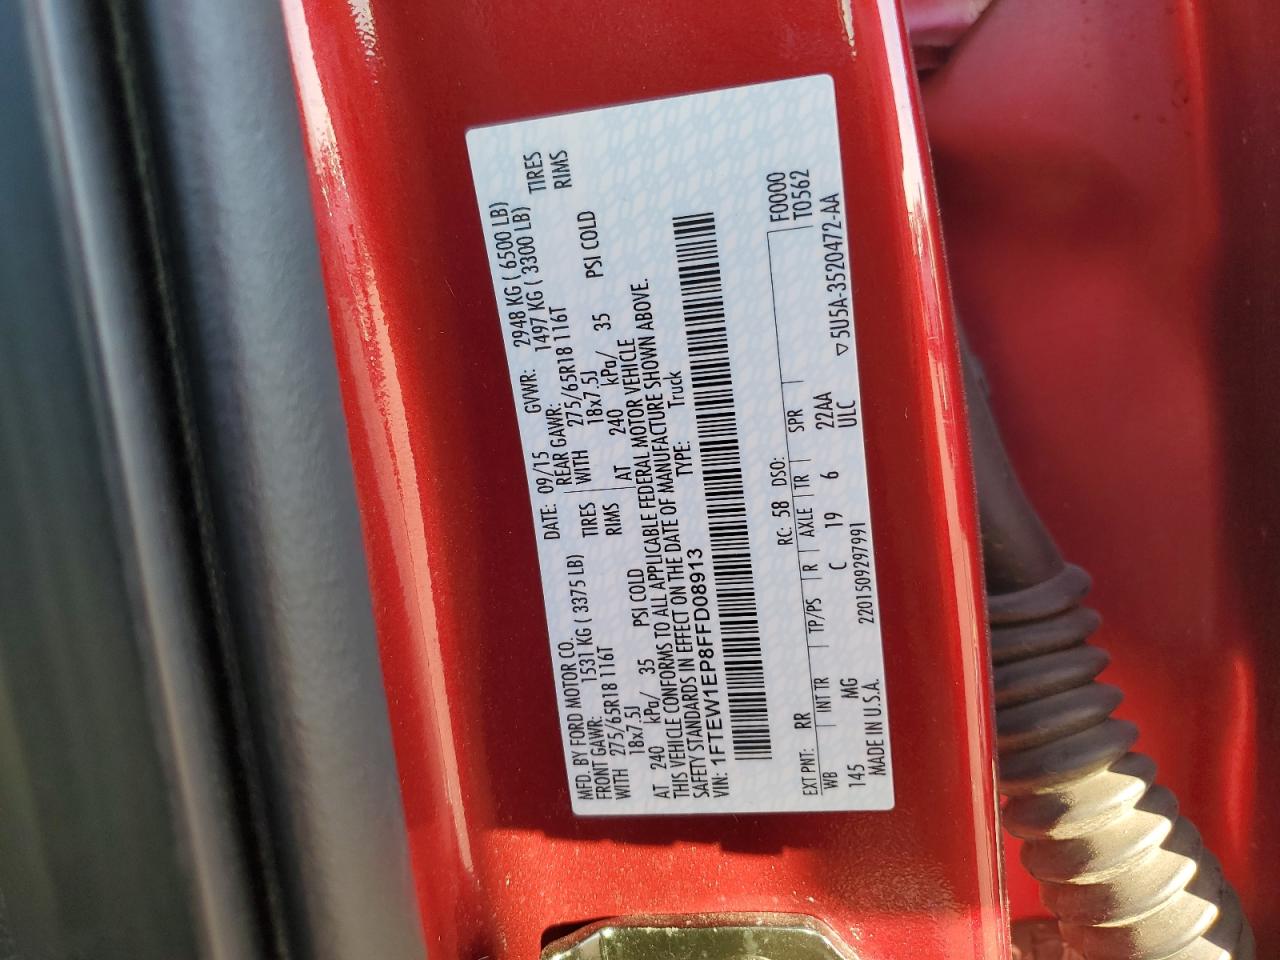 MFD. BY FORD MOTOR CO. DATE: 09/15 GVWR: 2948 KG ( 6500 LB)
FRONT GAWR: 1531 KG ( 3375 LB) REAR GAWR: 1497 KG ( 3300 LB)
WITH 275/65R18 116T TIRES WITH 275/65R18 116T TIRES
18x7.5J RIMS 18x7.5J RIMS
AT 240 kPa/ 35 PSI COLD AT 240 kPa/ 35 PSI COLD
THIS VEHICLE CONFORMS TO ALL APPLICABLE FEDERAL MOTOR VEHICLE
SAFETY STANDARDS IN EFFECT ON THE DATE OF MANUFACTURE SHOWN ABOVE.
VIN: 1FTEW1EP8FFD08913 TYPE: Truck
F0000
EXT PNT: RR RC: 58 DSO: T0562
WB INT TR TP/PS R AXLE TR SPR
145 MG C 19 6 22AA
ULC
MADE IN U.S.A. 2201509297991 ▽ 5U5A-3520472-AA